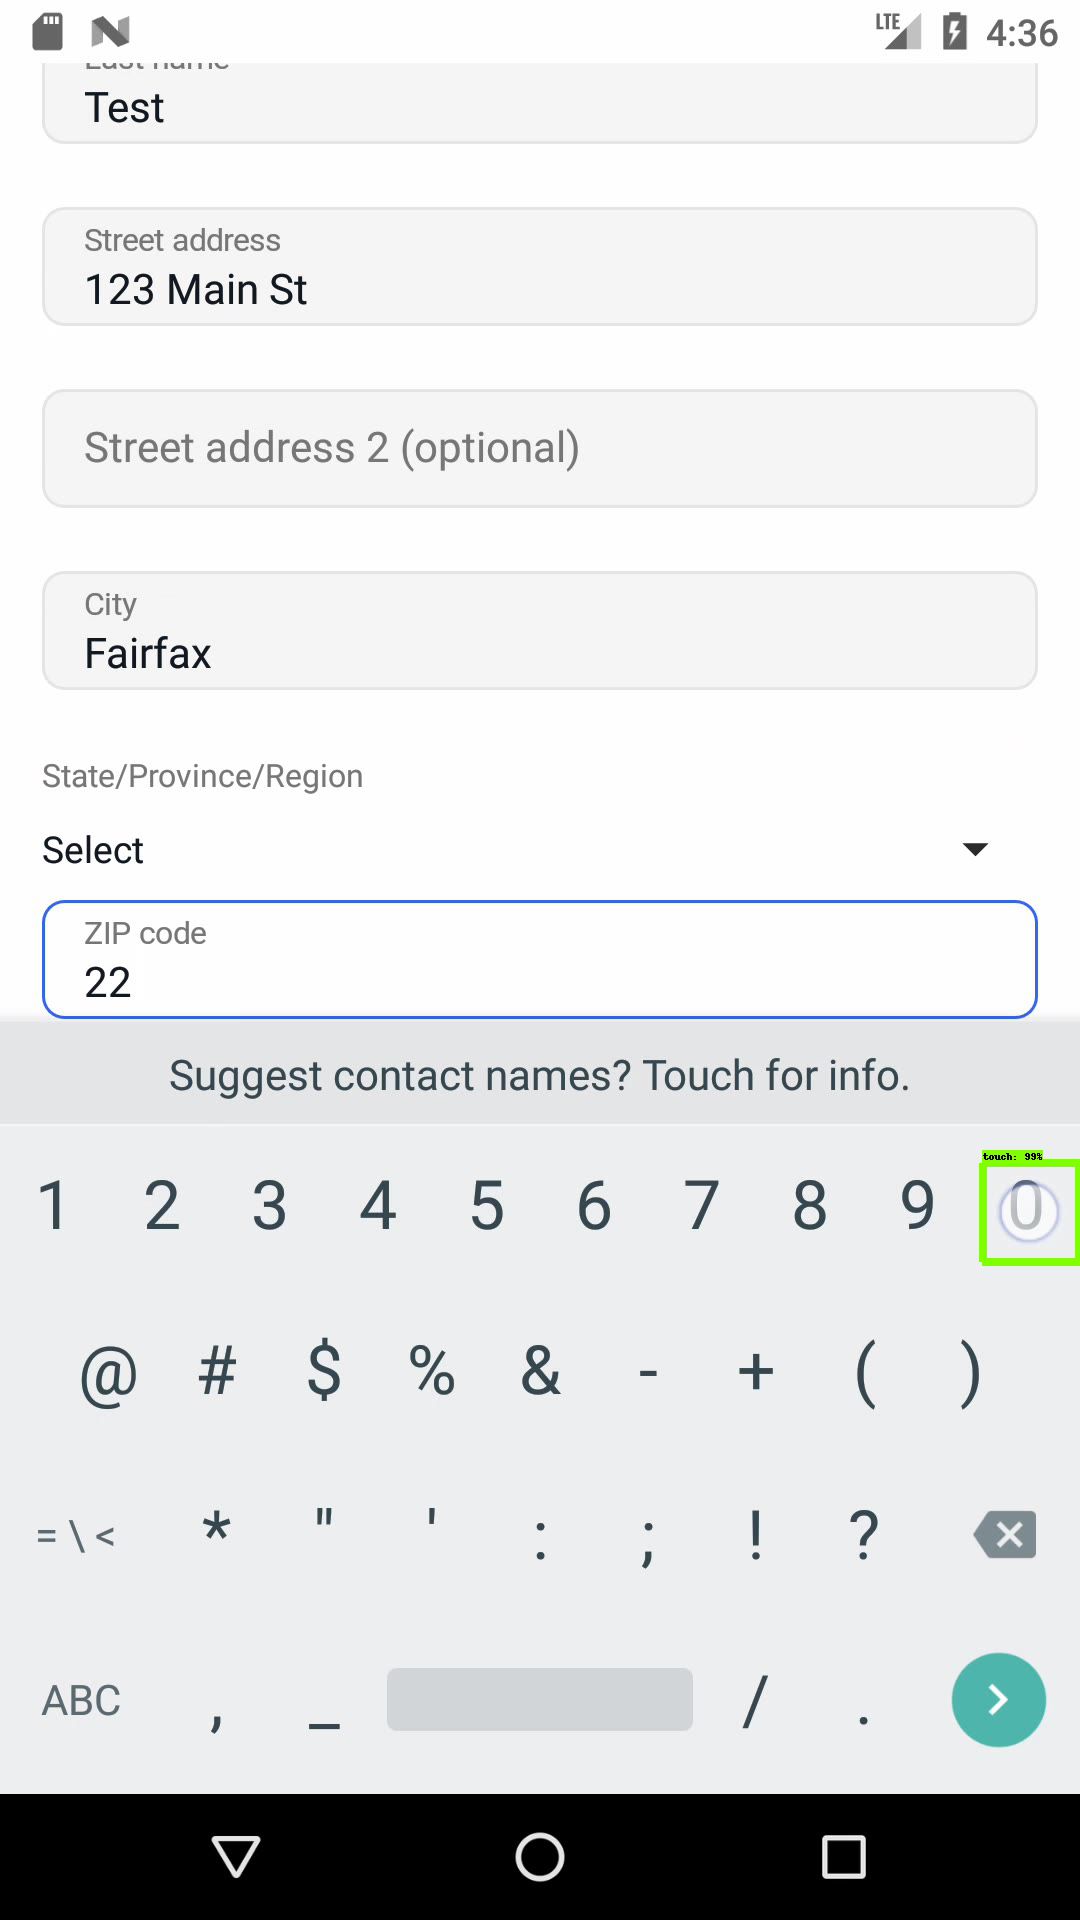 LTE 4:36
Last name
Test
Street address
123 Main St
Street address 2 (optional)
City
Fairfax
State/Province/Region
Select
ZIP code
22
Suggest contact names? Touch for info.
touch: 99%
1 2 3 4 5 6 7 8 9 0
@ # $ % & - + ( )
= \ < * " ' : ; ! ?
ABC , _ / .